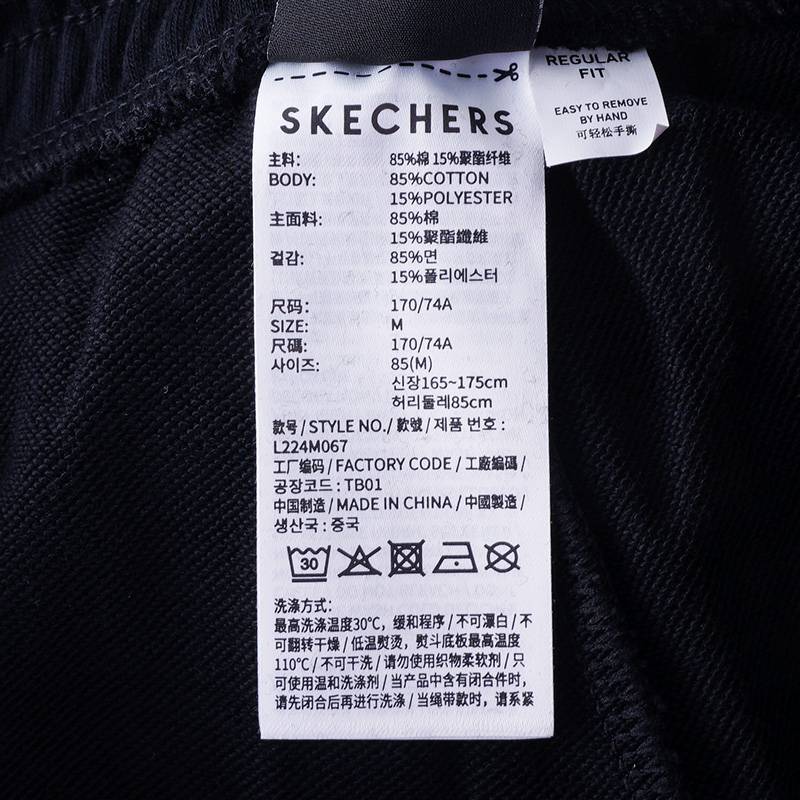 REGULAR
FIT
EASY TO REMOVE
BY HAND
可轻松手撕
SKECHERS
主料: 85%棉 15%聚酯纤维
BODY: 85%COTTON
15%POLYESTER
主面料: 85%棉
15%聚酯纖維
겉감: 85%면
15%폴리에스터
尺码: 170/74A
SIZE: M
尺碼: 170/74A
사이즈: 85(M)
신장165~175cm
허리둘레85cm
款号 / STYLE NO./ 款號 / 제품 번호 :
L224M067
工厂编码 / FACTORY CODE / 工廠編碼 /
공장코드 : TB01
中国制造 / MADE IN CHINA / 中國製造 /
생산국 : 중국
30
洗涤方式:
最高洗涤温度30℃, 缓和程序 / 不可漂白 / 不
可翻转干燥 / 低温熨烫, 熨斗底板最高温度
110℃ / 不可干洗 / 请勿使用织物柔软剂 / 只
可使用温和洗涤剂 / 当产品中含有闭合件时,
请先闭合后再进行洗涤 / 当绳带款时, 请系紧